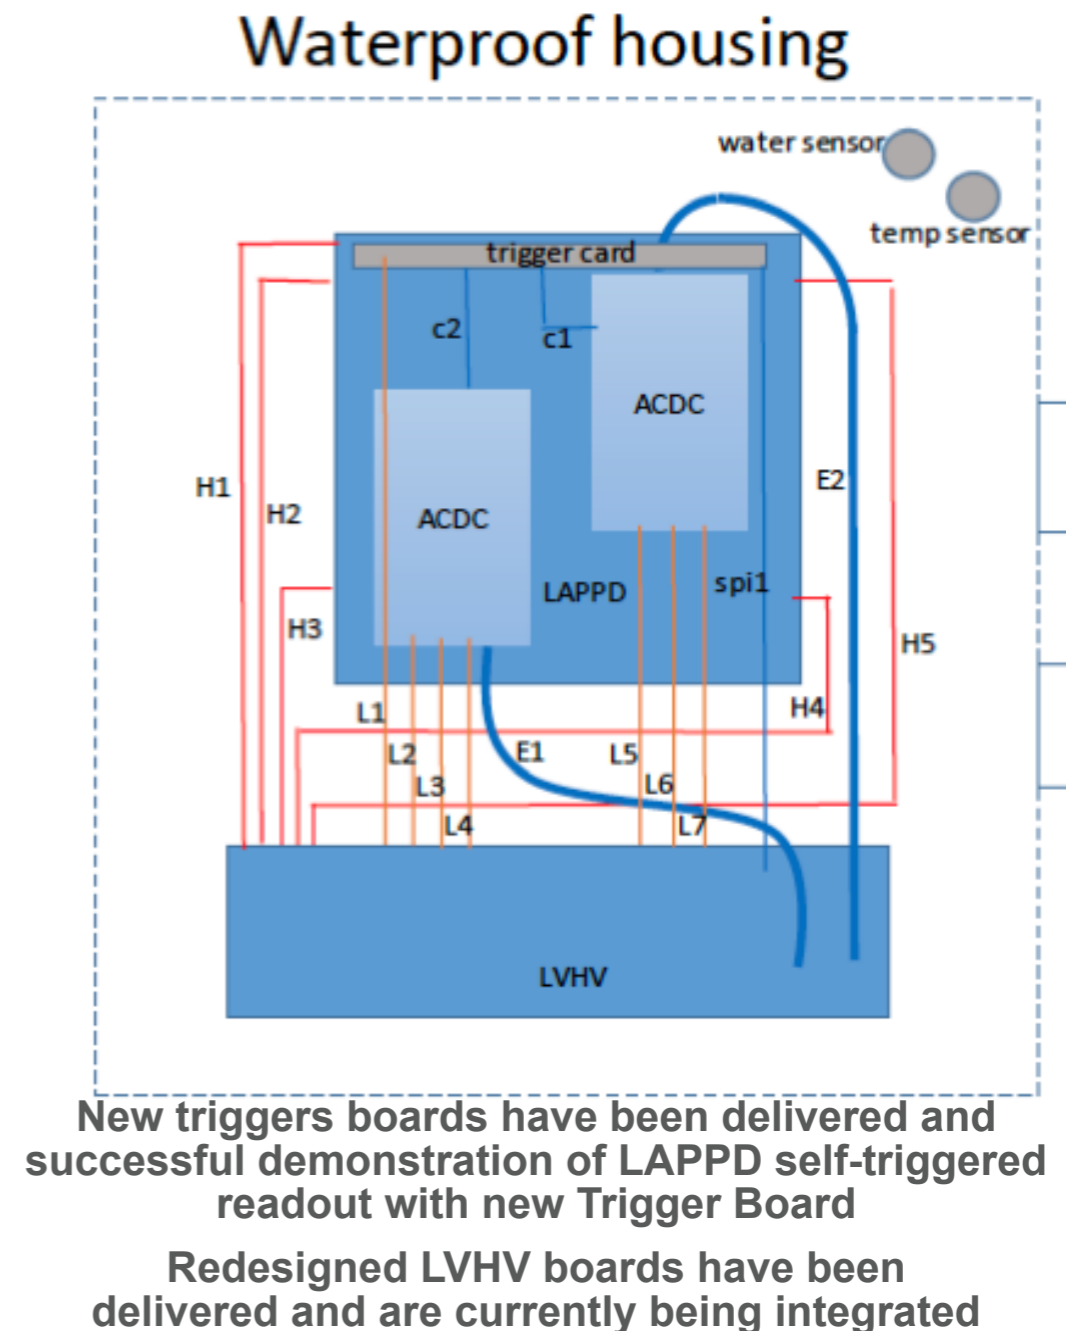 Waterproof housing
water sensor
temp sensor
trigger card
c2
c1
ACDC
E2
H1
H2
ACDC
spi1
LAPPD
H3
H5
H4
L1
L2
E1
L5
L3
L6
L4
L7
LVHV
New triggers boards have been delivered and
successful demonstration of LAPPD self-triggered
readout with new Trigger Board
Redesigned LVHV boards have been
delivered and are currently being integrated